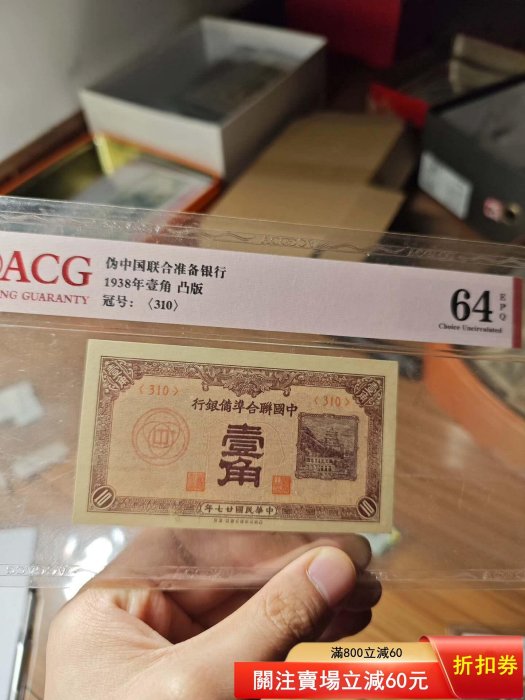 ACG
NG GUARANTY
伪中国联合准备银行
1938年壹角 凸版
冠号：〈310〉
64
EPQ
Choice Uncirculated
〈310〉
〈310〉
行銀備準合聯國中
壹角
年七廿國民華中
滿800立減60
關注賣場立減60元
折扣券